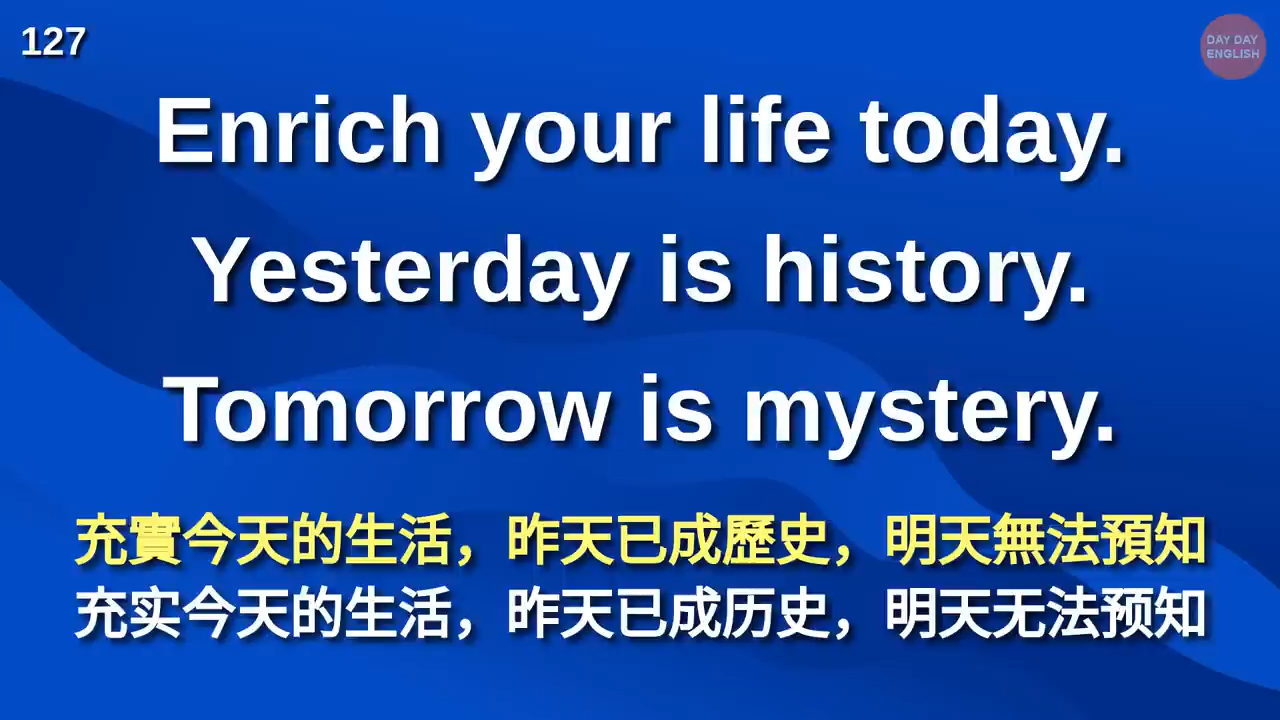 127
DAY DAY
ENGLISH
Enrich your life today.
Yesterday is history.
Tomorrow is mystery.
充實今天的生活，昨天已成歷史，明天無法預知
充实今天的生活，昨天已成历史，明天无法预知